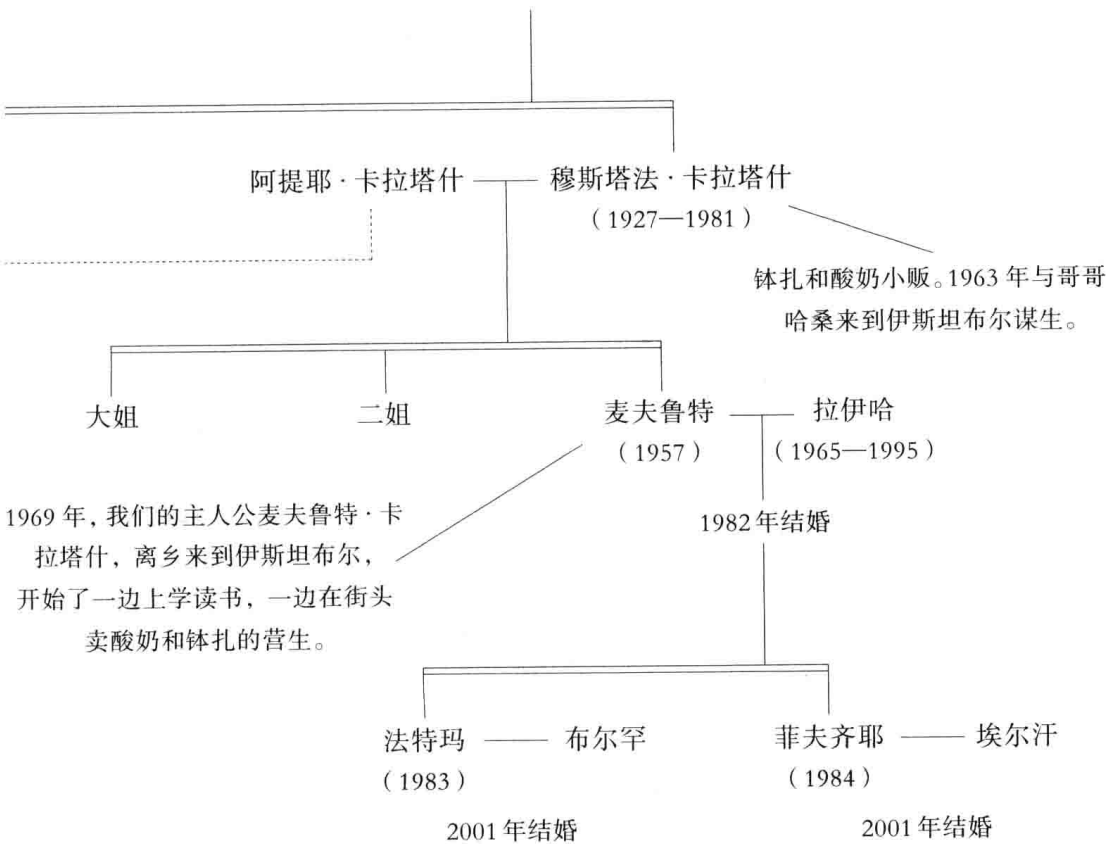 阿提耶·卡拉塔什
穆斯塔法·卡拉塔什
（1927—1981）
钵扎和酸奶小贩。1963 年与哥哥
哈桑来到伊斯坦布尔谋生。
大姐
二姐
麦夫鲁特
（1957）
拉伊哈
（1965—1995）
1969 年，我们的主人公麦夫鲁特·卡
拉塔什，离乡来到伊斯坦布尔，
开始了一边上学读书，一边在街头
卖酸奶和钵扎的营生。
1982 年结婚
法特玛
（1983）
布尔罕
2001 年结婚
菲夫齐耶
（1984）
埃尔汗
2001 年结婚